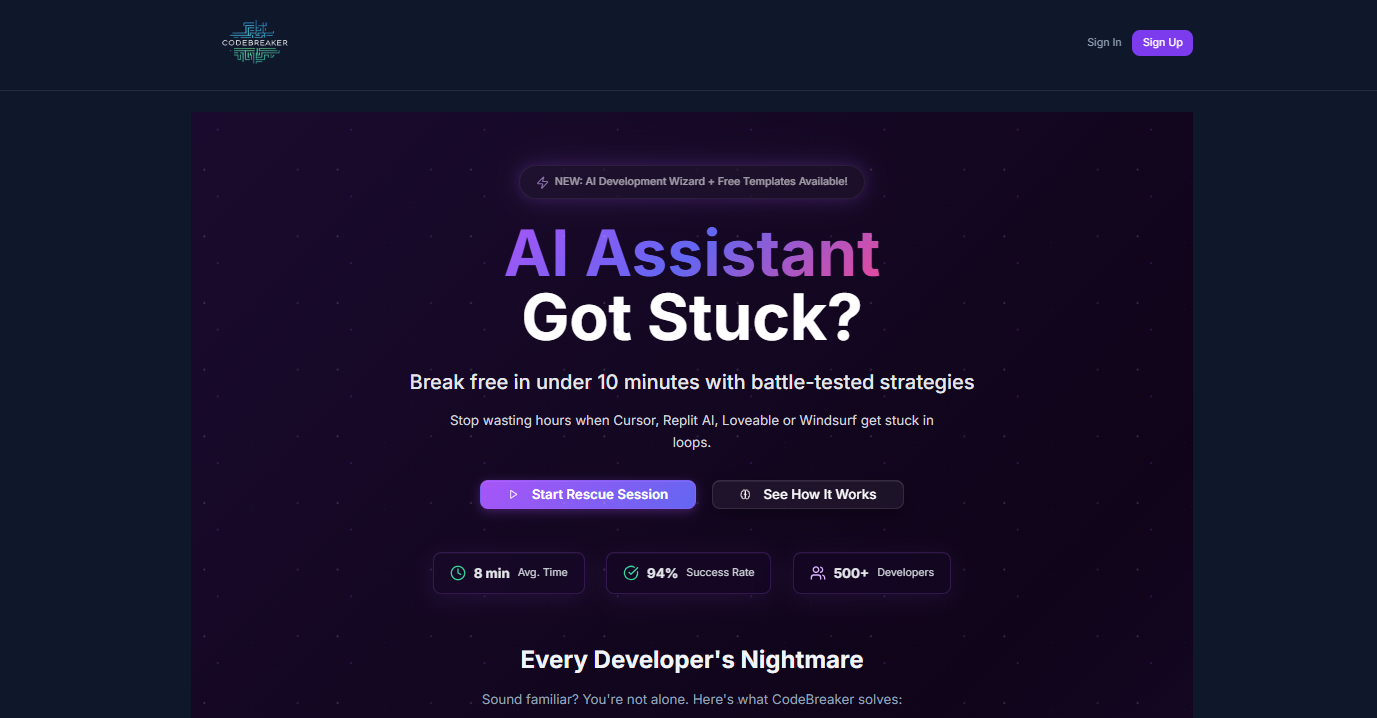 CODEBREAKER
Sign In
Sign Up
NEW: AI Development Wizard + Free Templates Available!
AI Assistant
Got Stuck?
Break free in under 10 minutes with battle-tested strategies
Stop wasting hours when Cursor, Replit AI, Loveable or Windsurf get stuck in
loops.
Start Rescue Session
See How It Works
8 min Avg. Time
94% Success Rate
500+ Developers
Every Developer's Nightmare
Sound familiar? You're not alone. Here's what CodeBreaker solves: